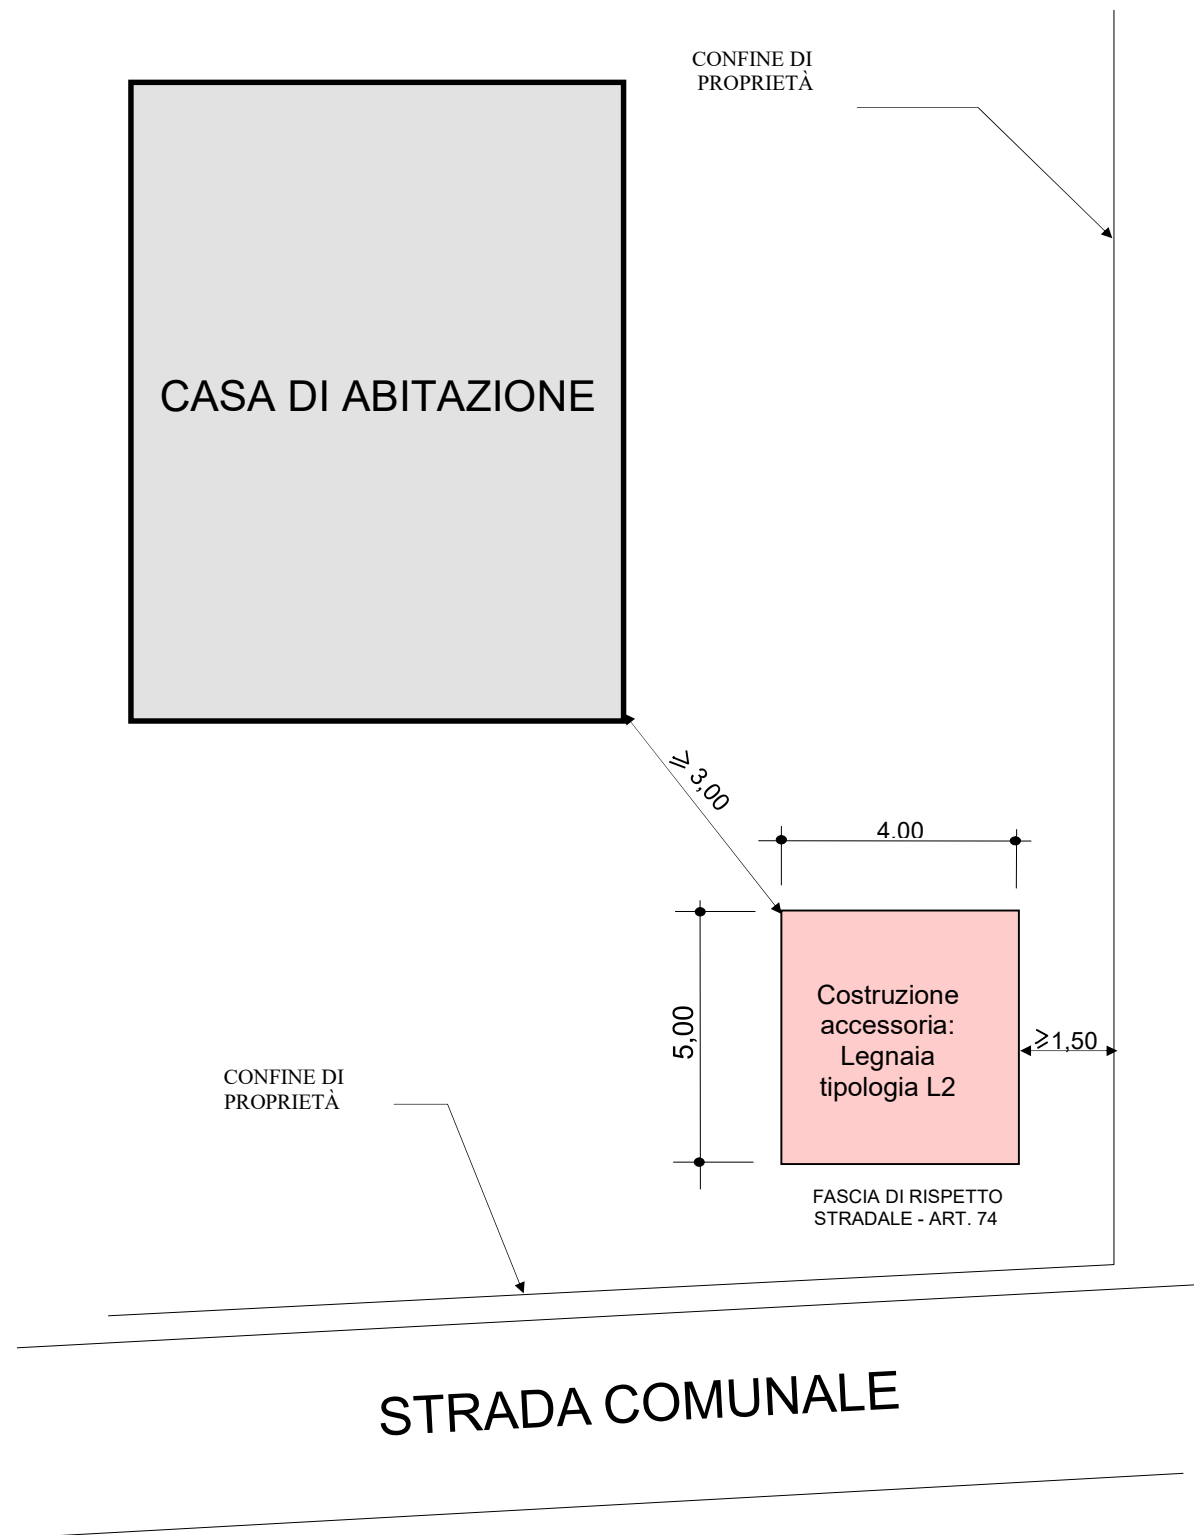 CONFINE DI
PROPRIETÀ
CASA DI ABITAZIONE
⩾ 3,00
4.00
5,00
Costruzione
accessoria:
Legnaia
tipologia L2
⩾1,50
CONFINE DI
PROPRIETÀ
FASCIA DI RISPETTO
STRADALE - ART. 74
STRADA COMUNALE